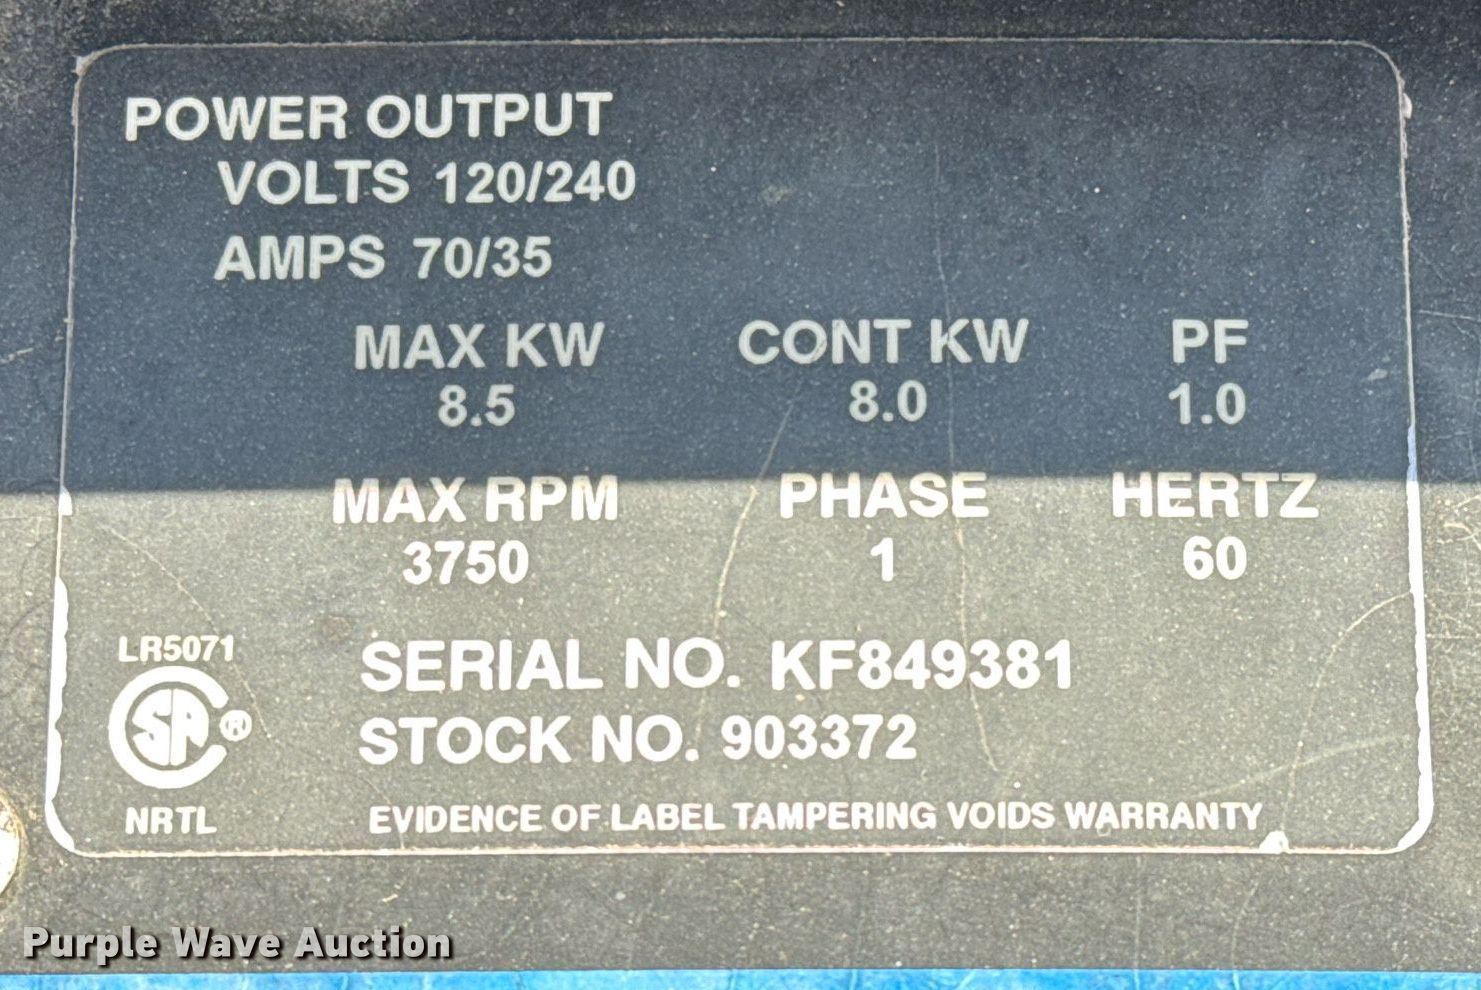 POWER OUTPUT
VOLTS 120/240
AMPS 70/35
MAX KW CONT KW PF
8.5 8.0 1.0
MAX RPM PHASE HERTZ
3750 1 60
LR5071
SERIAL NO. KF849381
SA ®
STOCK NO. 903372
NRTL
EVIDENCE OF LABEL TAMPERING VOIDS WARRANTY
Purple Wave Auction